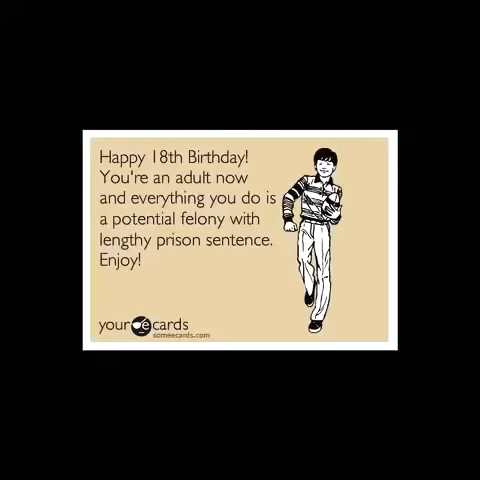 Happy 18th Birthday!
You're an adult now
and everything you do is
a potential felony with
lengthy prison sentence.
Enjoy!
your e cards
someecards.com